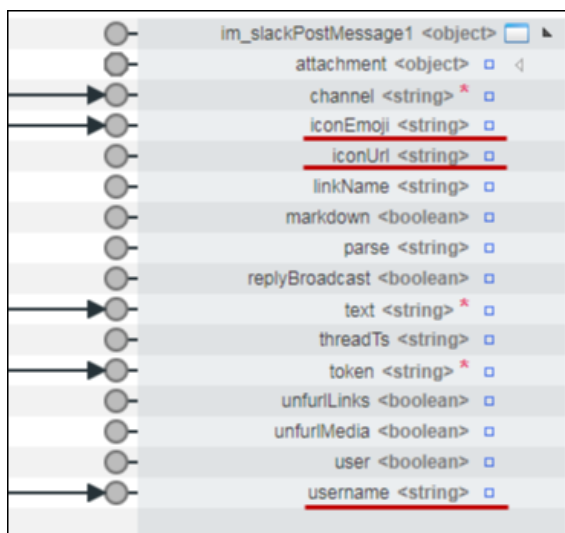 im_slackPostMessage1 <object>
attachment <object>
channel <string> *
iconEmoji <string>
iconUrl <string>
linkName <string>
markdown <boolean>
parse <string>
replyBroadcast <boolean>
text <string> *
threadTs <string>
token <string> *
unfurlLinks <boolean>
unfurlMedia <boolean>
user <boolean>
username <string>